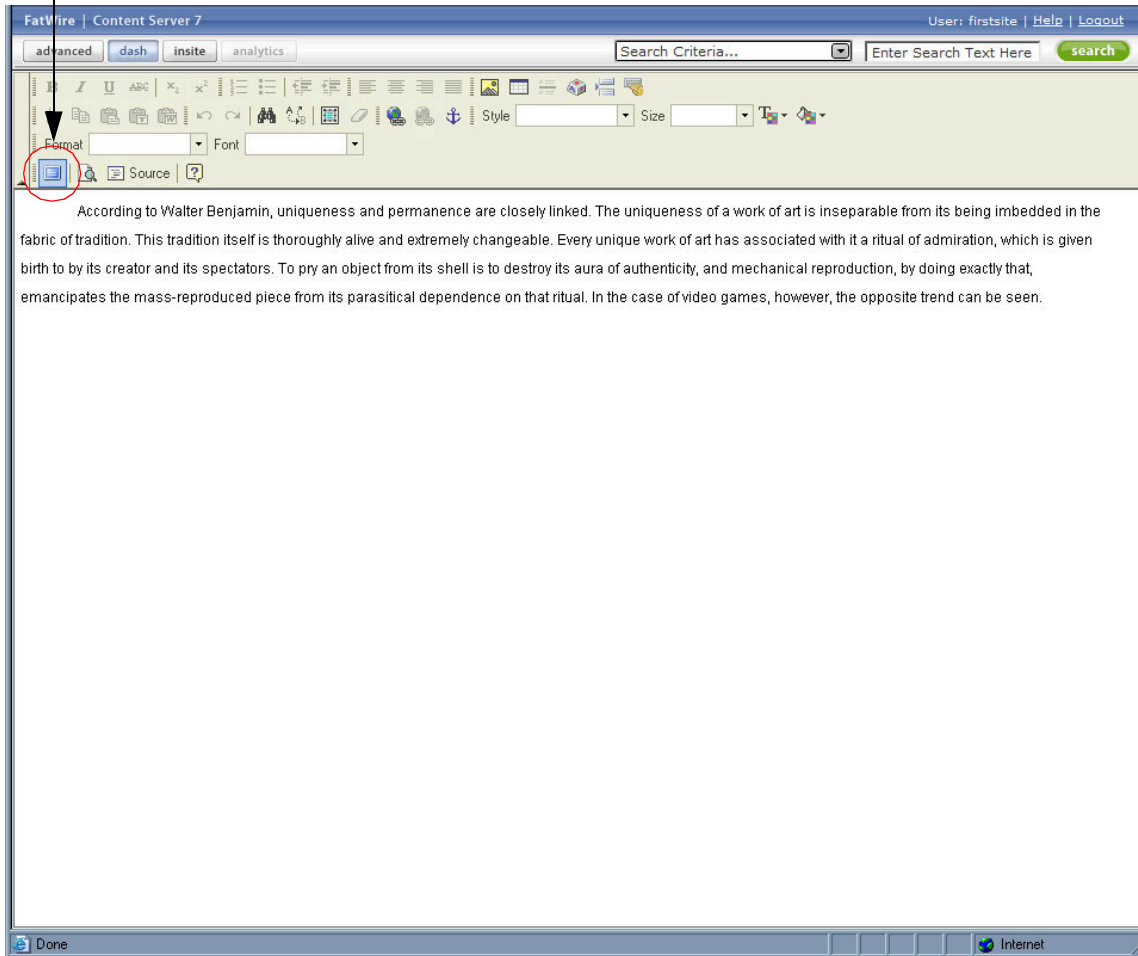 FatWire | Content Server 7
User: firstsite | Help | Logout
advanced dash insite analytics
Search Criteria...
Enter Search Text Here
search
B I U ABC x₂ x²
Style
Size
Format
Font
Source
According to Walter Benjamin, uniqueness and permanence are closely linked. The uniqueness of a work of art is inseparable from its being imbedded in the
fabric of tradition. This tradition itself is thoroughly alive and extremely changeable. Every unique work of art has associated with it a ritual of admiration, which is given
birth to by its creator and its spectators. To pry an object from its shell is to destroy its aura of authenticity, and mechanical reproduction, by doing exactly that,
emancipates the mass-reproduced piece from its parasitical dependence on that ritual. In the case of video games, however, the opposite trend can be seen.
Done
Internet